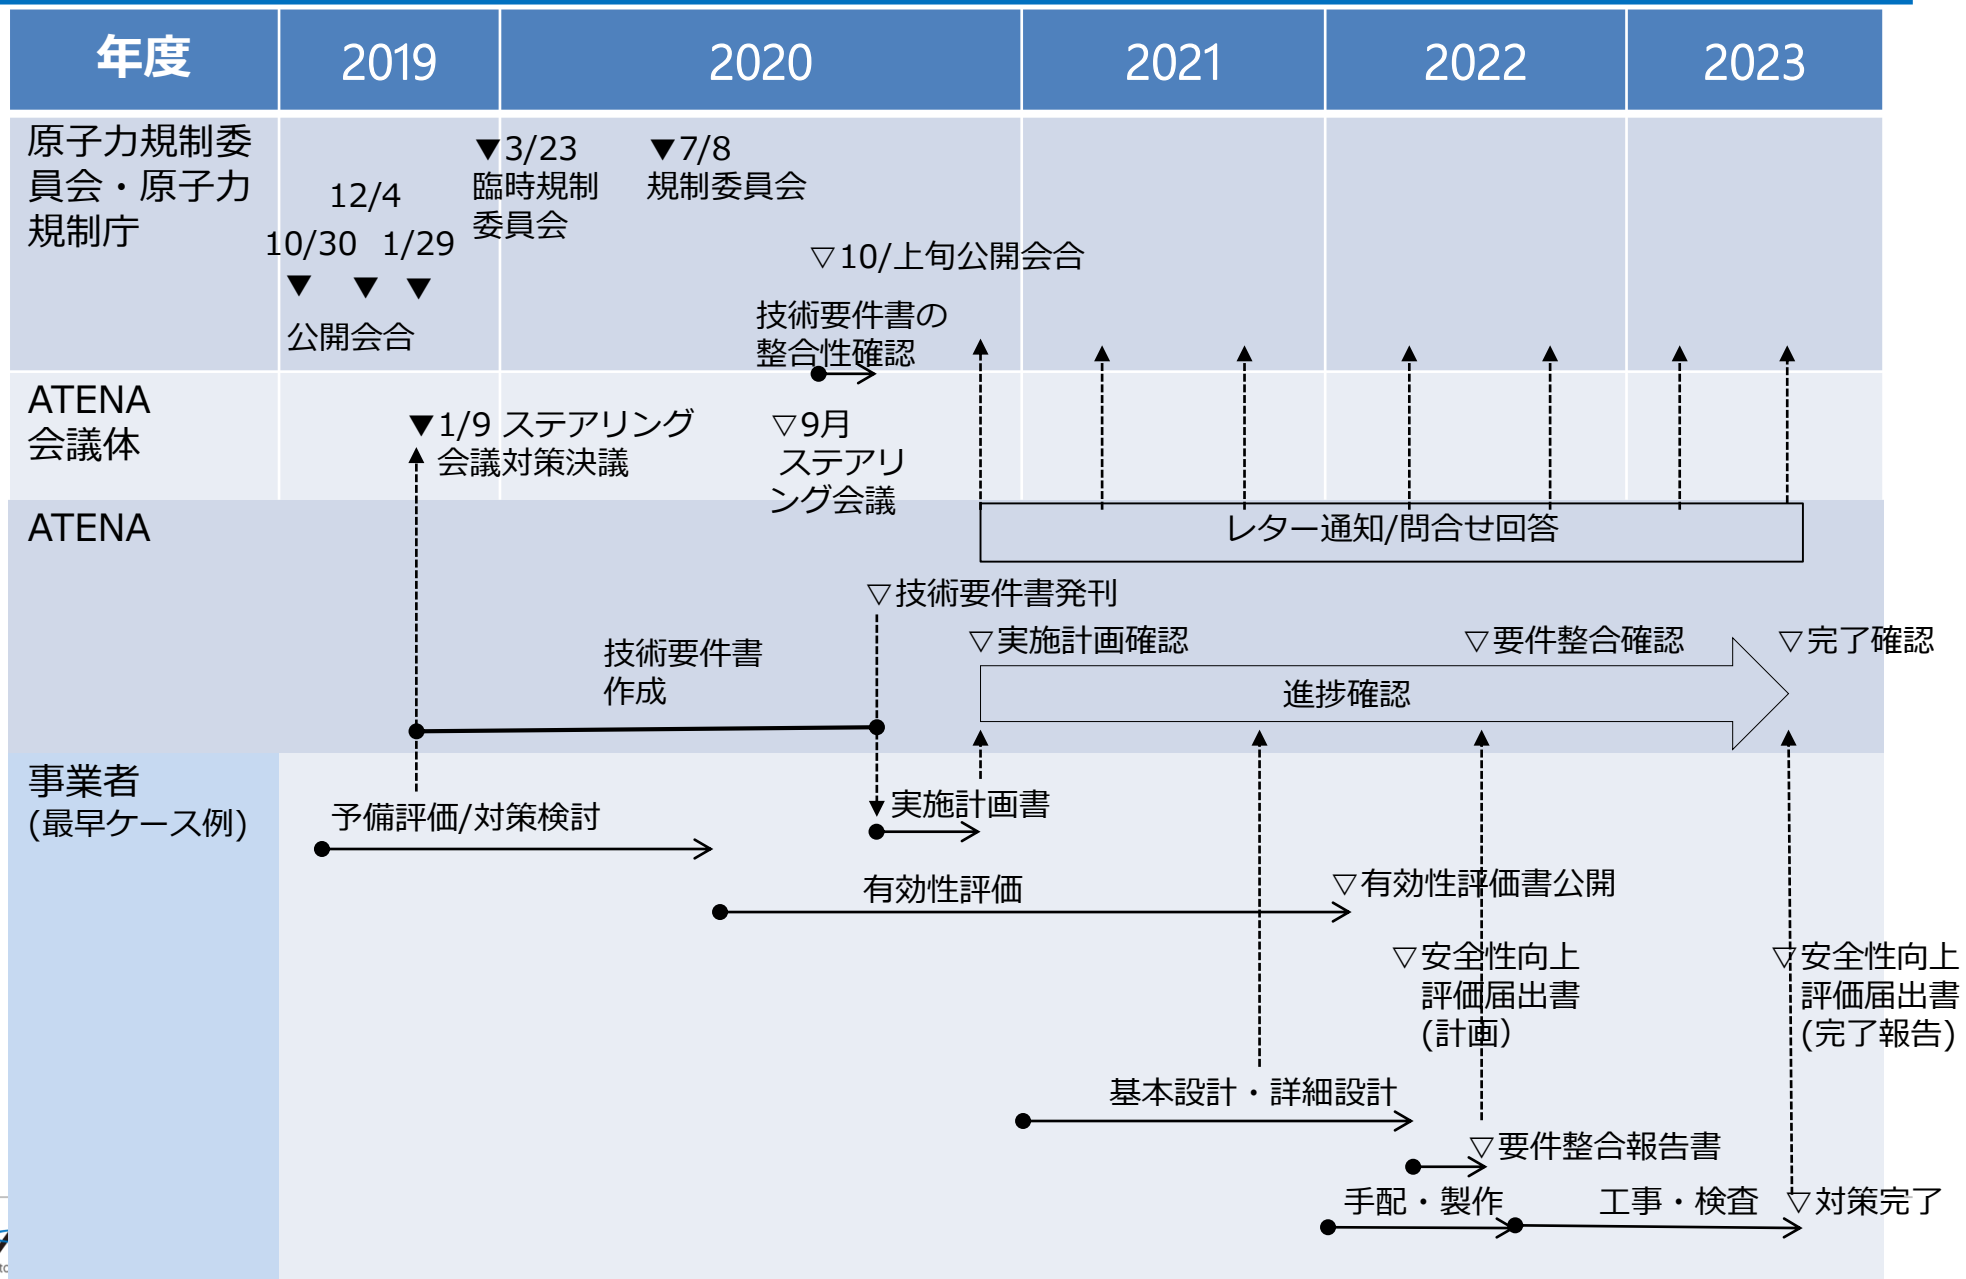 年度
2019
2020
2021
2022
2023
原子力規制委
員会・原子力
規制庁
▼3/23
臨時規制
委員会
▼7/8
規制委員会
12/4
10/30
1/29
▼
▼
▼
公開会合
▽10/上旬公開会合
技術要件書の
整合性確認
ATENA
会議体
▼1/9 ステアリング
会議対策決議
▽9月
ステアリ
ング会議
ATENA
レター通知/問合せ回答
▽技術要件書発刊
▽実施計画確認
▽要件整合確認
▽完了確認
技術要件書
作成
進捗確認
事業者
(最早ケース例)
予備評価/対策検討
実施計画書
有効性評価
▽有効性評価書公開
▽安全性向上
評価届出書
(計画）
▽安全性向上
評価届出書
(完了報告)
基本設計・詳細設計
▽要件整合報告書
手配・製作
工事・検査
▽対策完了